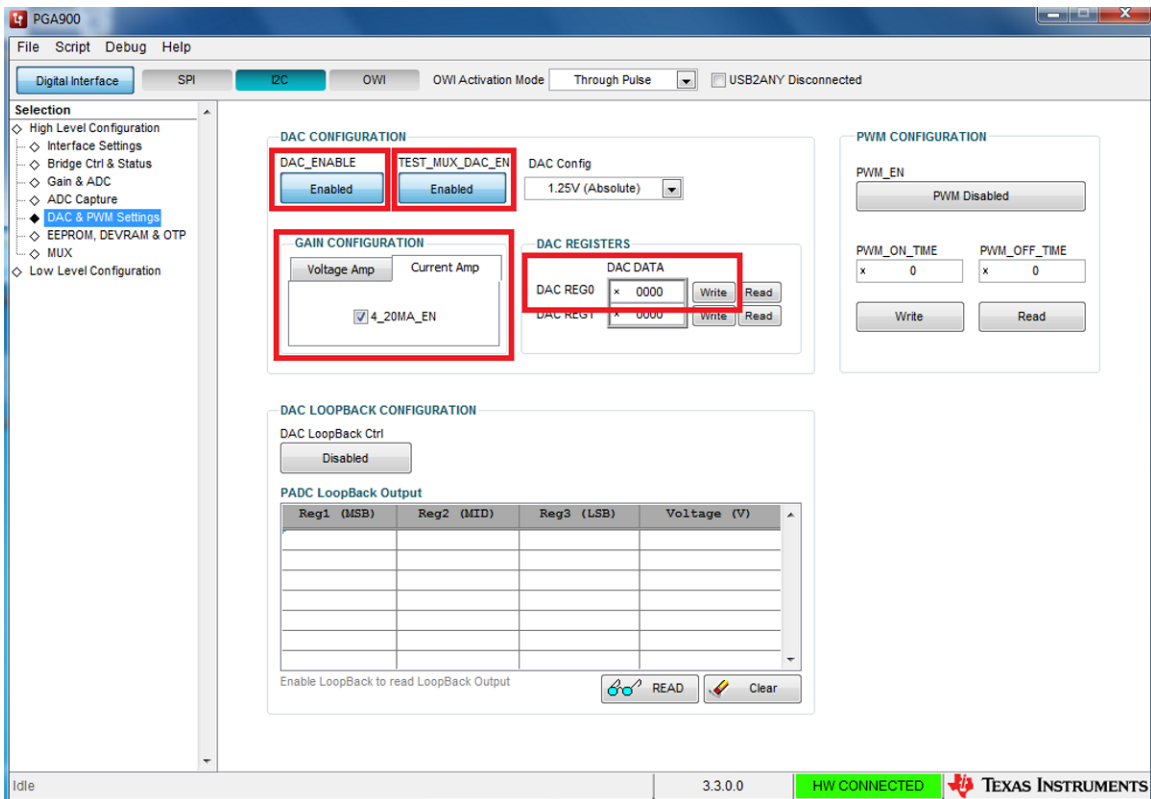 PGA900
File Script Debug Help
Digital Interface SPI I2C OWI OWI Activation Mode Through Pulse USB2ANY Disconnected
Selection
High Level Configuration
Interface Settings
Bridge Ctrl & Status
Gain & ADC
ADC Capture
DAC & PWM Settings
EEPROM, DEVRAM & OTP
MUX
Low Level Configuration
DAC CONFIGURATION
DAC_ENABLE TEST_MUX_DAC_EN DAC Config
Enabled Enabled 1.25V (Absolute)
GAIN CONFIGURATION
Voltage Amp Current Amp
4_20MA_EN
DAC REGISTERS
DAC DATA
DAC REG0 x 0000 Write Read
DAC REG1 x 0000 Write Read
PWM CONFIGURATION
PWM_EN
PWM Disabled
PWM_ON_TIME PWM_OFF_TIME
x 0 x 0
Write Read
DAC LOOPBACK CONFIGURATION
DAC LoopBack Ctrl
Disabled
PADC LoopBack Output
Reg1 (MSB) Reg2 (MID) Reg3 (LSB) Voltage (V)
Enable LoopBack to read LoopBack Output READ Clear
Idle 3.3.0.0 HW CONNECTED TEXAS INSTRUMENTS